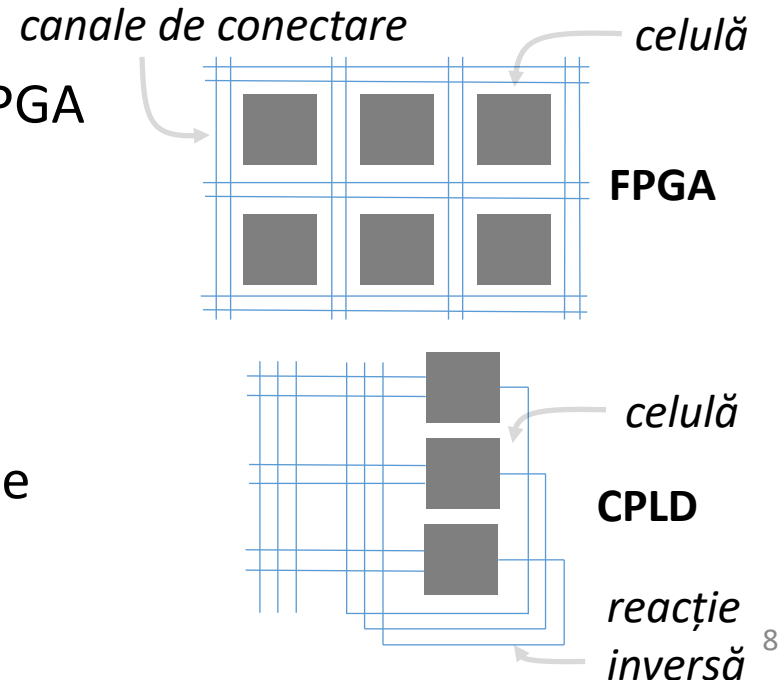 canale de conectare
celulă
PGA
FPGA
celulă
e
CPLD
reacție
inversă
8